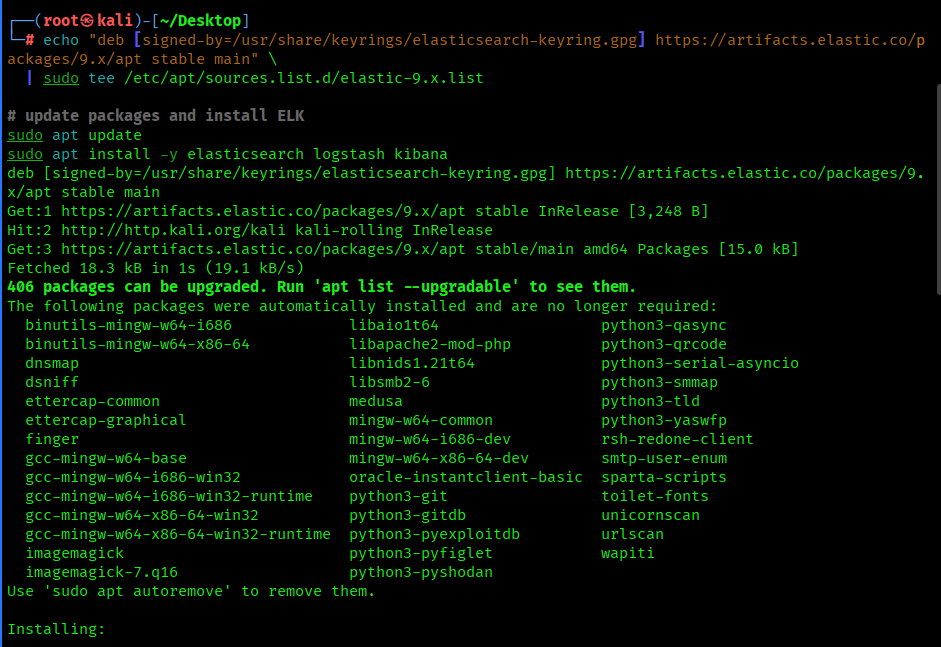 ┌──(root㉿kali)-[~/Desktop]
└─# echo "deb [signed-by=/usr/share/keyrings/elasticsearch-keyring.gpg] https://artifacts.elastic.co/p
ackages/9.x/apt stable main" \
  | sudo tee /etc/apt/sources.list.d/elastic-9.x.list

# update packages and install ELK
sudo apt update
sudo apt install -y elasticsearch logstash kibana
deb [signed-by=/usr/share/keyrings/elasticsearch-keyring.gpg] https://artifacts.elastic.co/packages/9.
x/apt stable main
Get:1 https://artifacts.elastic.co/packages/9.x/apt stable InRelease [3,248 B]
Hit:2 http://http.kali.org/kali kali-rolling InRelease
Get:3 https://artifacts.elastic.co/packages/9.x/apt stable/main amd64 Packages [15.0 kB]
Fetched 18.3 kB in 1s (19.1 kB/s)
406 packages can be upgraded. Run 'apt list --upgradable' to see them.
The following packages were automatically installed and are no longer required:
  binutils-mingw-w64-i686             libaio1t64                  python3-qasync
  binutils-mingw-w64-x86-64           libapache2-mod-php          python3-qrcode
  dnsmap                              libnids1.21t64              python3-serial-asyncio
  dsniff                              libsmb2-6                   python3-smmap
  ettercap-common                     medusa                      python3-tld
  ettercap-graphical                  mingw-w64-common            python3-yaswfp
  finger                              mingw-w64-i686-dev          rsh-redone-client
  gcc-mingw-w64-base                  mingw-w64-x86-64-dev        smtp-user-enum
  gcc-mingw-w64-i686-win32            oracle-instantclient-basic  sparta-scripts
  gcc-mingw-w64-i686-win32-runtime    python3-git                 toilet-fonts
  gcc-mingw-w64-x86-64-win32          python3-gitdb               unicornscan
  gcc-mingw-w64-x86-64-win32-runtime  python3-pyexploitdb         urlscan
  imagemagick                         python3-pyfiglet            wapiti
  imagemagick-7.q16                   python3-pyshodan
Use 'sudo apt autoremove' to remove them.

Installing: